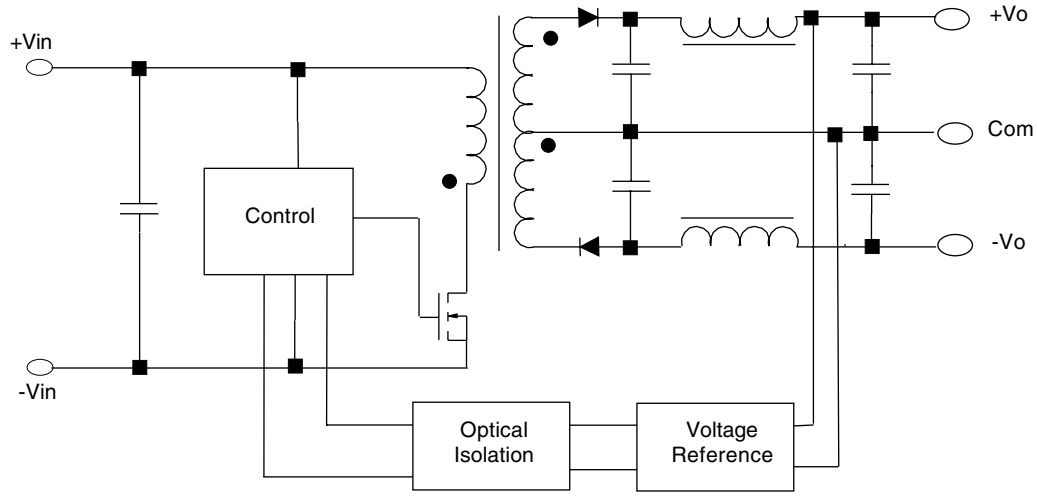 +Vo
+Vin
Com
Control
-Vo
-Vin
Optical
Isolation
Voltage
Reference